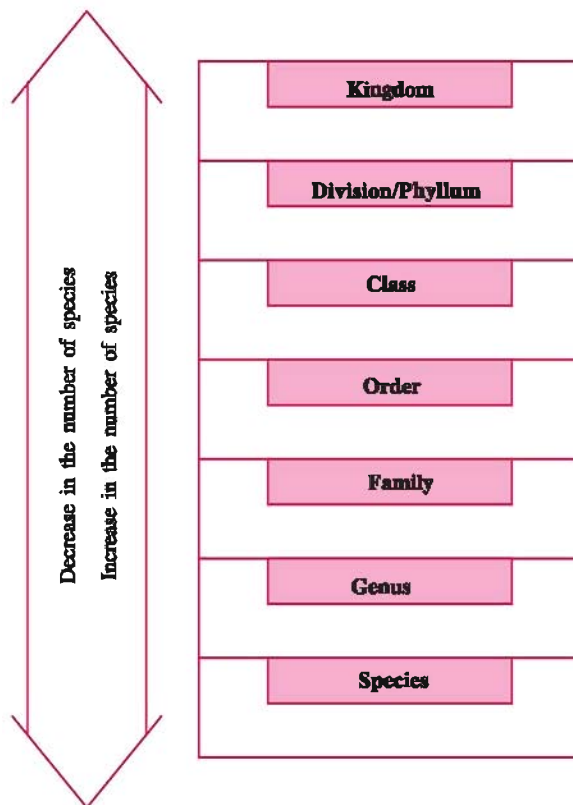 Decrease in the number of species
Increase in the number of species
Kingdom
Division/Phyllum
Class
Order
Family
Genus
Species